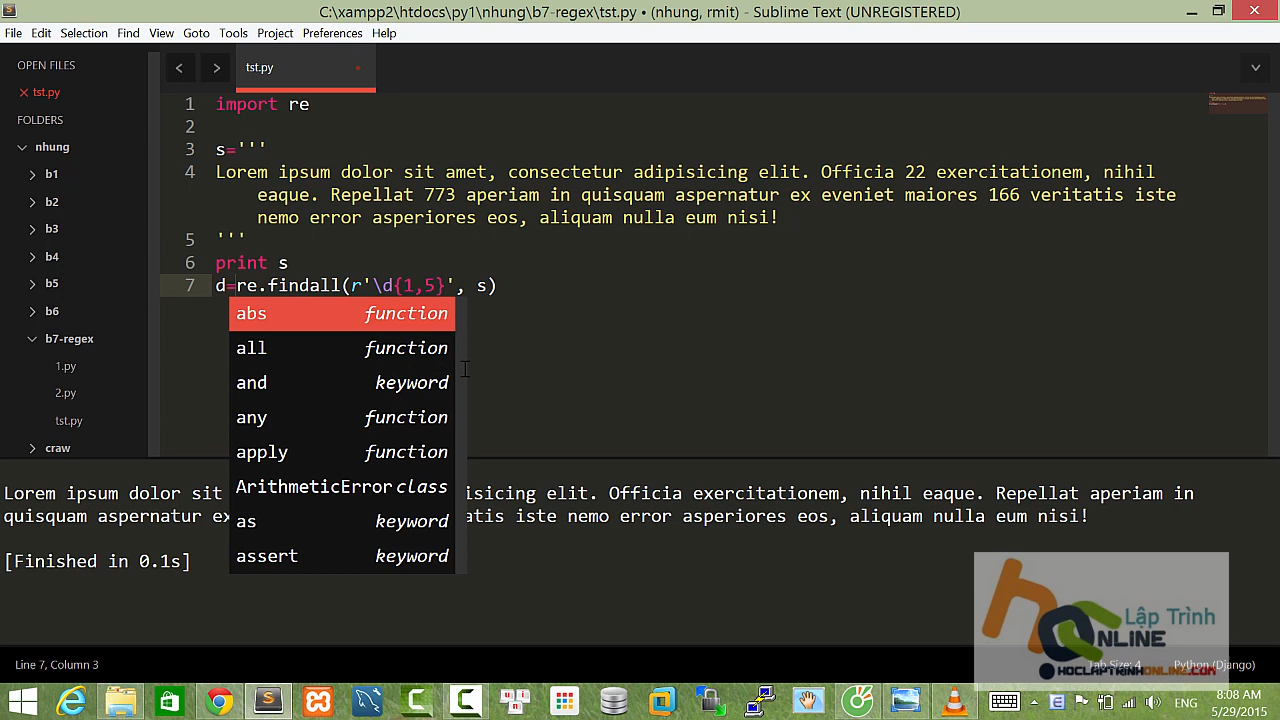 C:\xampp2\htdocs\py1\nhung\b7-regex\tst.py • (nhung, rmit) - Sublime Text (UNREGISTERED)
File Edit Selection Find View Goto Tools Project Preferences Help
OPEN FILES
tst.py
FOLDERS
nhung
b1
b2
b3
b4
b5
b6
b7-regex
1.py
2.py
tst.py
craw
tst.py
1 import re
2
3 s='''
4 Lorem ipsum dolor sit amet, consectetur adipisicing elit. Officia 22 exercitationem, nihil
eaque. Repellat 773 aperiam in quisquam aspernatur ex eveniet maiores 166 veritatis iste
nemo error asperiores eos, aliquam nulla eum nisi!
5 '''
6 print s
7 d=re.findall(r'\d{1,5}', s)
abs function
all function
and keyword
any function
apply function
ArithmeticError class
as keyword
assert keyword
Lorem ipsum dolor sit isicing elit. Officia exercitationem, nihil eaque. Repellat aperiam in
quisquam aspernatur ex atis iste nemo error asperiores eos, aliquam nulla eum nisi!
[Finished in 0.1s]
Lập Trình
ONLINE
HOCLAPTRINHONLINE.COM
Line 7, Column 3
Tab Size: 4
Python (Django)
ENG
8:08 AM
5/29/2015